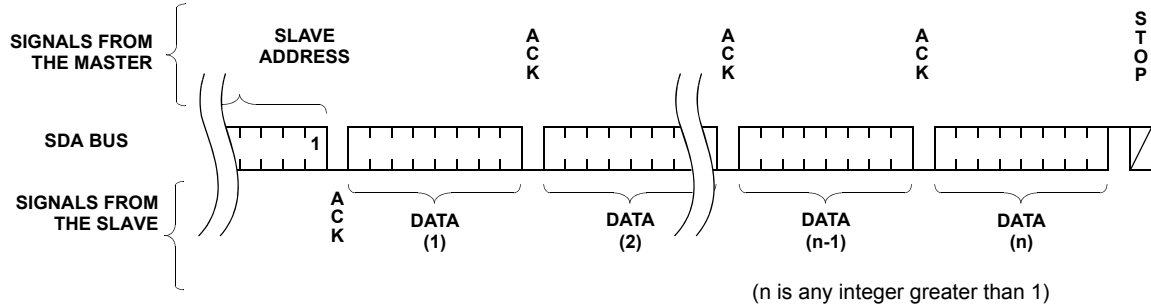 SIGNALS FROM
THE MASTER
SLAVE
ADDRESS
A
C
K
A
C
K
A
C
K
S
T
O
P
SDA BUS
1
SIGNALS FROM
THE SLAVE
A
C
K
DATA
(1)
DATA
(2)
DATA
(n-1)
DATA
(n)
(n is any integer greater than 1)